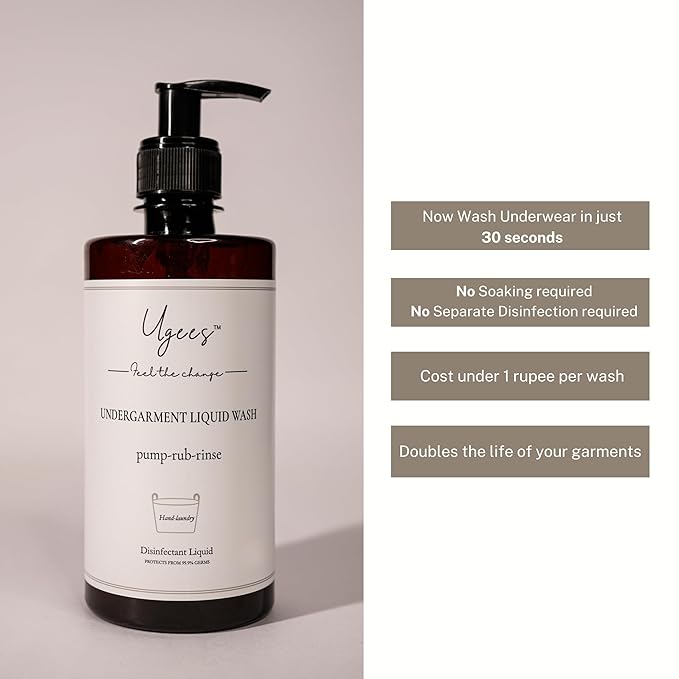 Ugees™
Feel the change
UNDERGARMENT LIQUID WASH
pump-rub-rinse
Hand-laundry
Disinfectant Liquid
PROTECTS FROM 99.9% GERMS
Now Wash Underwear in just
30 seconds
No Soaking required
No Separate Disinfection required
Cost under 1 rupee per wash
Doubles the life of your garments